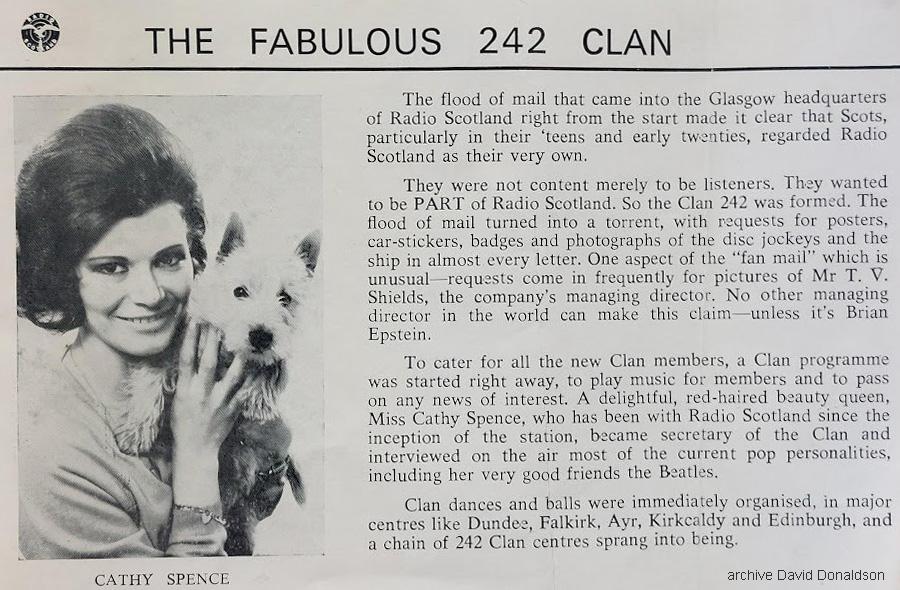 THE FABULOUS 242 CLAN
The flood of mail that came into the Glasgow headquarters
of Radio Scotland right from the start made it clear that Scots,
particularly in their 'teens and early twenties, regarded Radio
Scotland as their very own.
They were not content merely to be listeners. They wanted
to be PART of Radio Scotland. So the Clan 242 was formed. The
flood of mail turned into a torrent, with requests for posters,
car-stickers, badges and photographs of the disc jockeys and the
ship in almost every letter. One aspect of the "fan mail" which is
unusual—requests come in frequently for pictures of Mr T. V.
Shields, the company's managing director. No other managing
director in the world can make this claim—unless it's Brian
Epstein.
To cater for all the new Clan members, a Clan programme
was started right away, to play music for members and to pass
on any news of interest. A delightful, red-haired beauty queen,
Miss Cathy Spence, who has been with Radio Scotland since the
inception of the station, became secretary of the Clan and
interviewed on the air most of the current pop personalities,
including her very good friends the Beatles.
Clan dances and balls were immediately organised, in major
centres like Dundee, Falkirk, Ayr, Kirkcaldy and Edinburgh, and
a chain of 242 Clan centres sprang into being.
CATHY SPENCE
archive David Donaldson